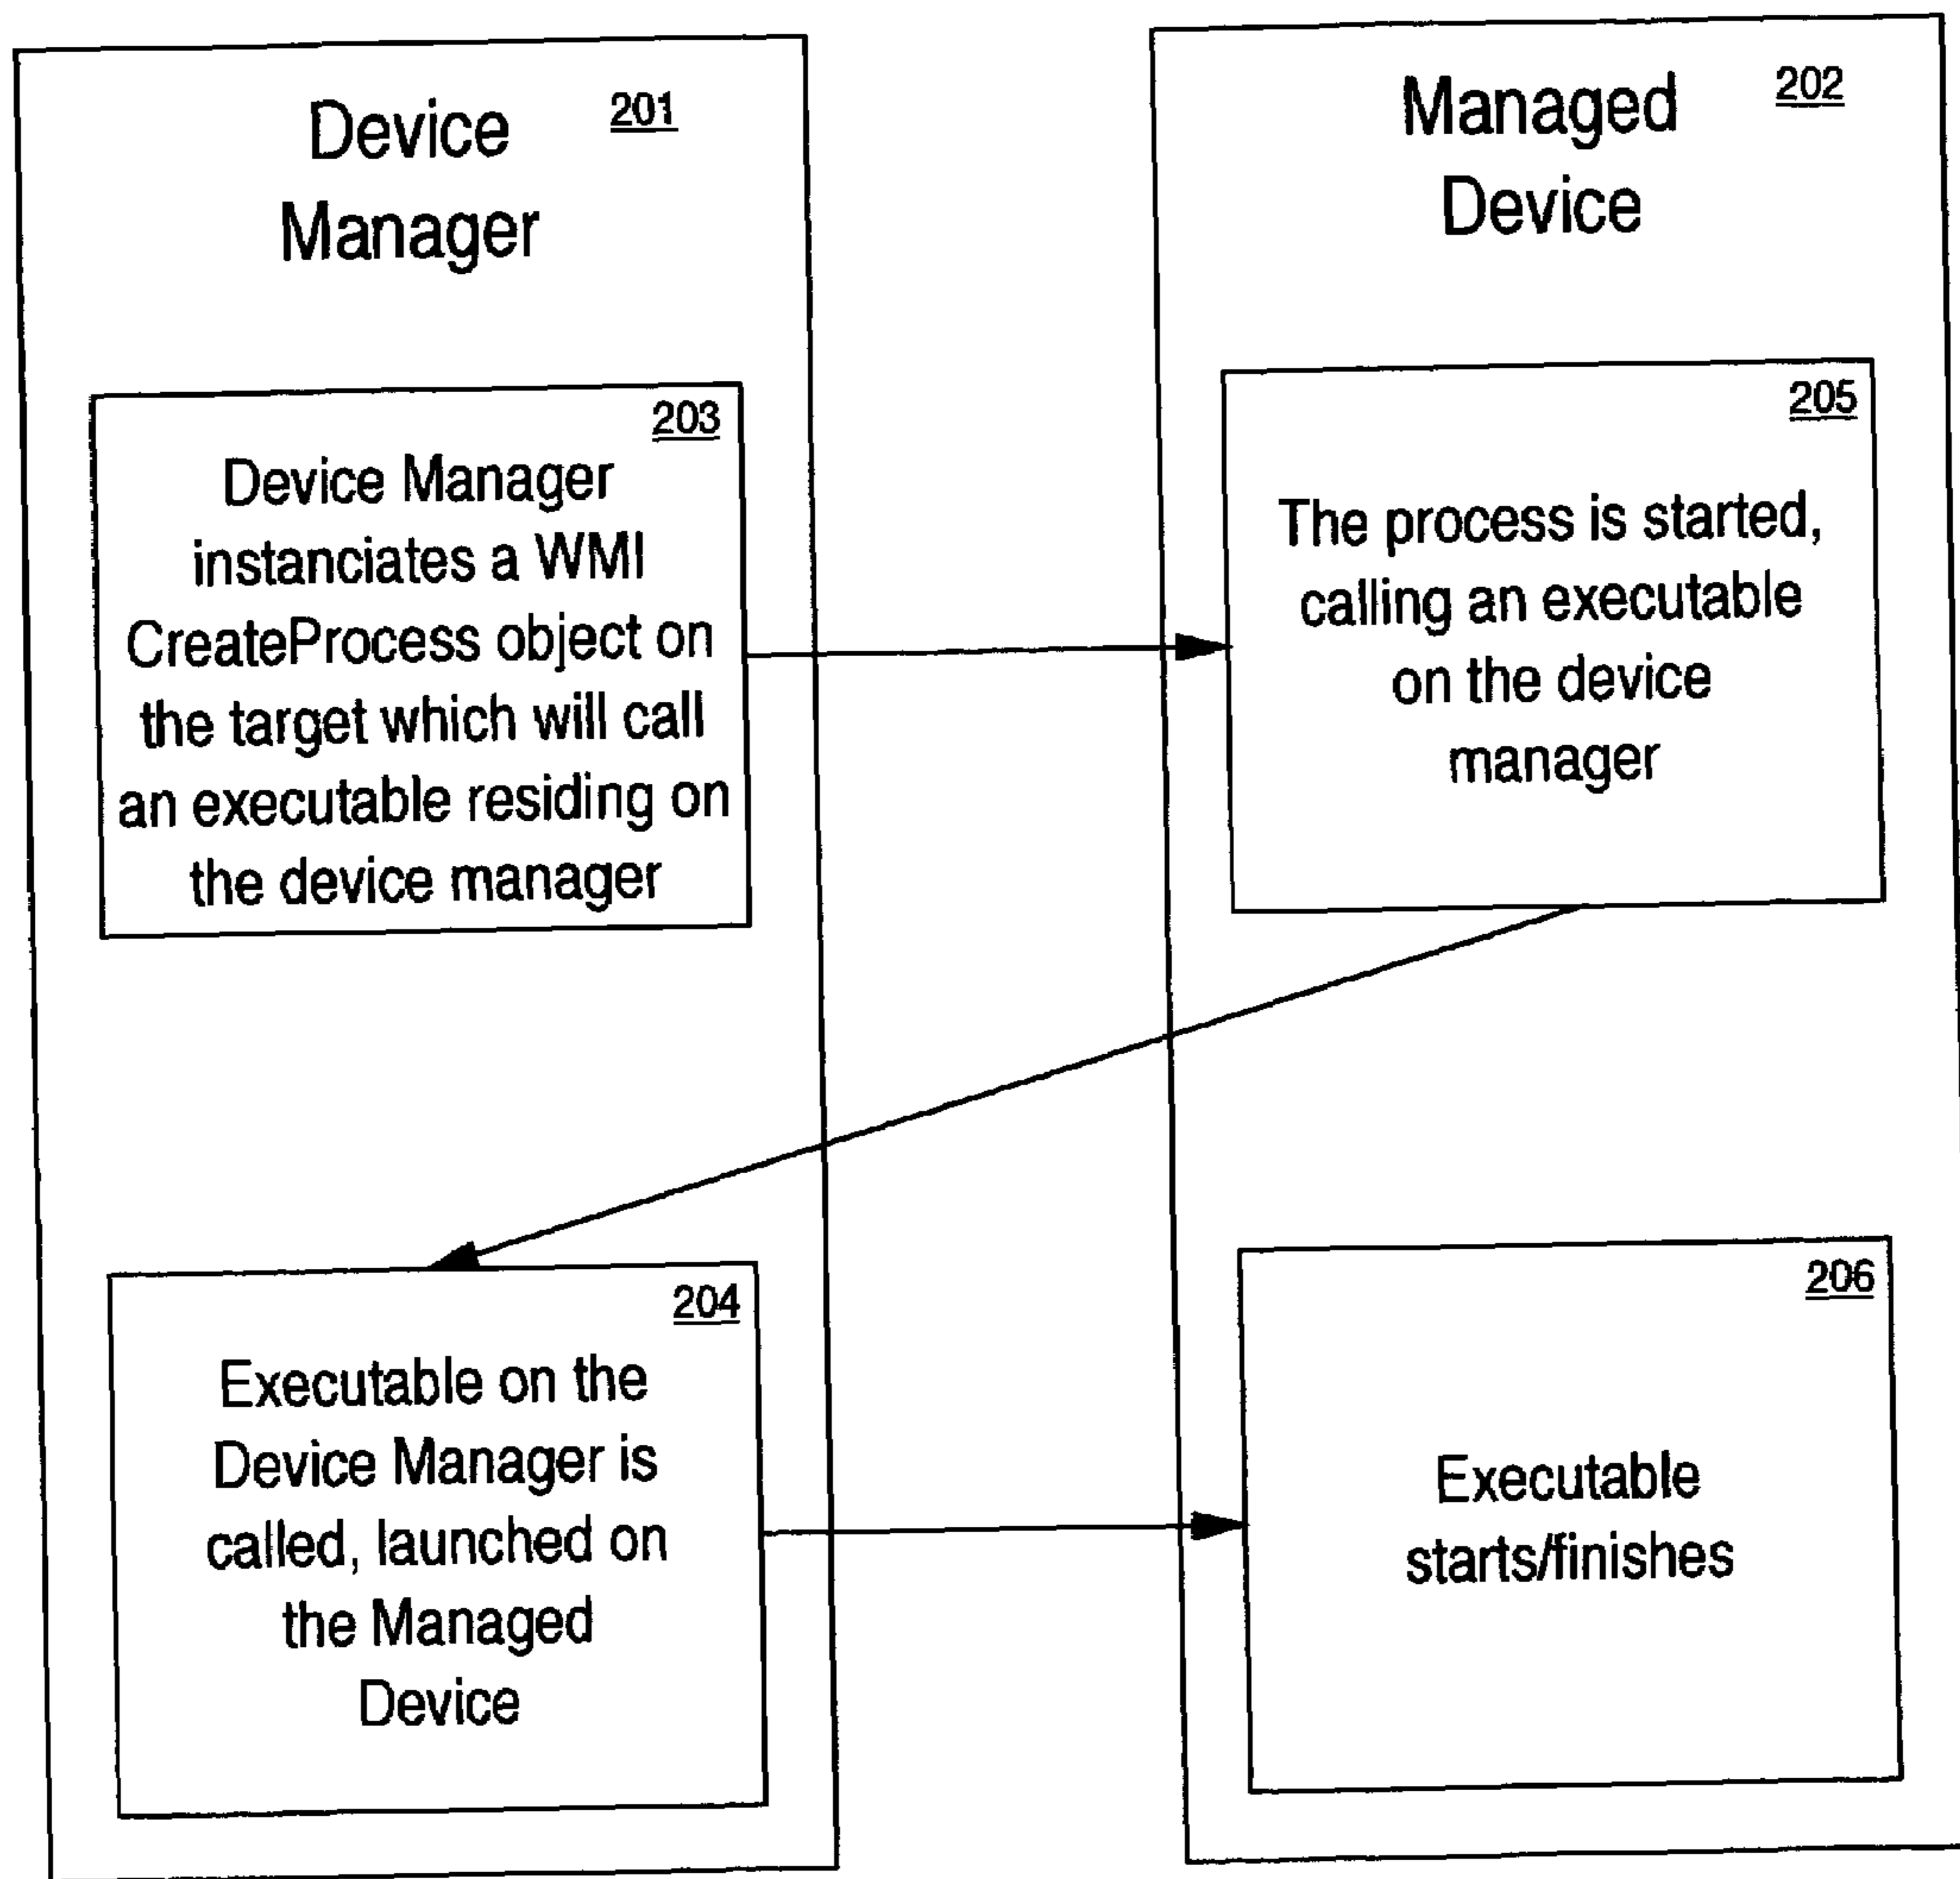 Device
Manager
201
203
Device Manager
instanciates a WMI
CreateProcess object on
the target which will call
an executable residing on
the device manager
204
Executable on the
Device Manager is
called, launched on
the Managed
Device
Managed
Device
202
205
The process is started,
calling an executable
on the device
manager
206
Executable
starts/finishes